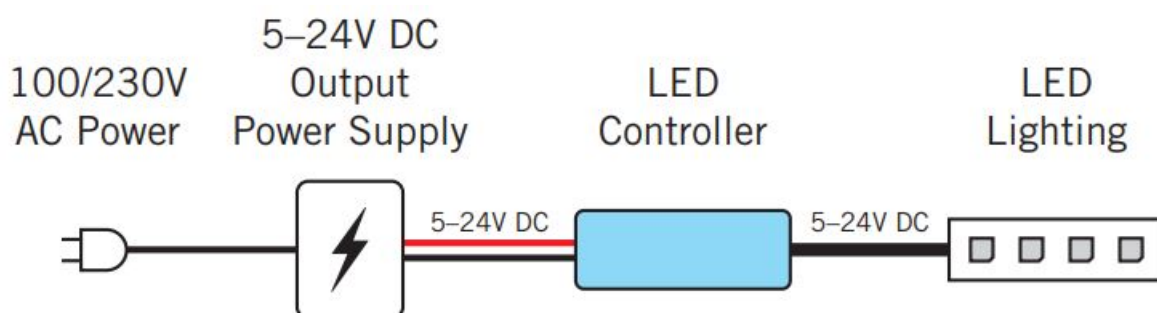 100/230V
AC Power
5–24V DC
Output
Power Supply
LED
Controller
LED
Lighting
5–24V DC
5–24V DC